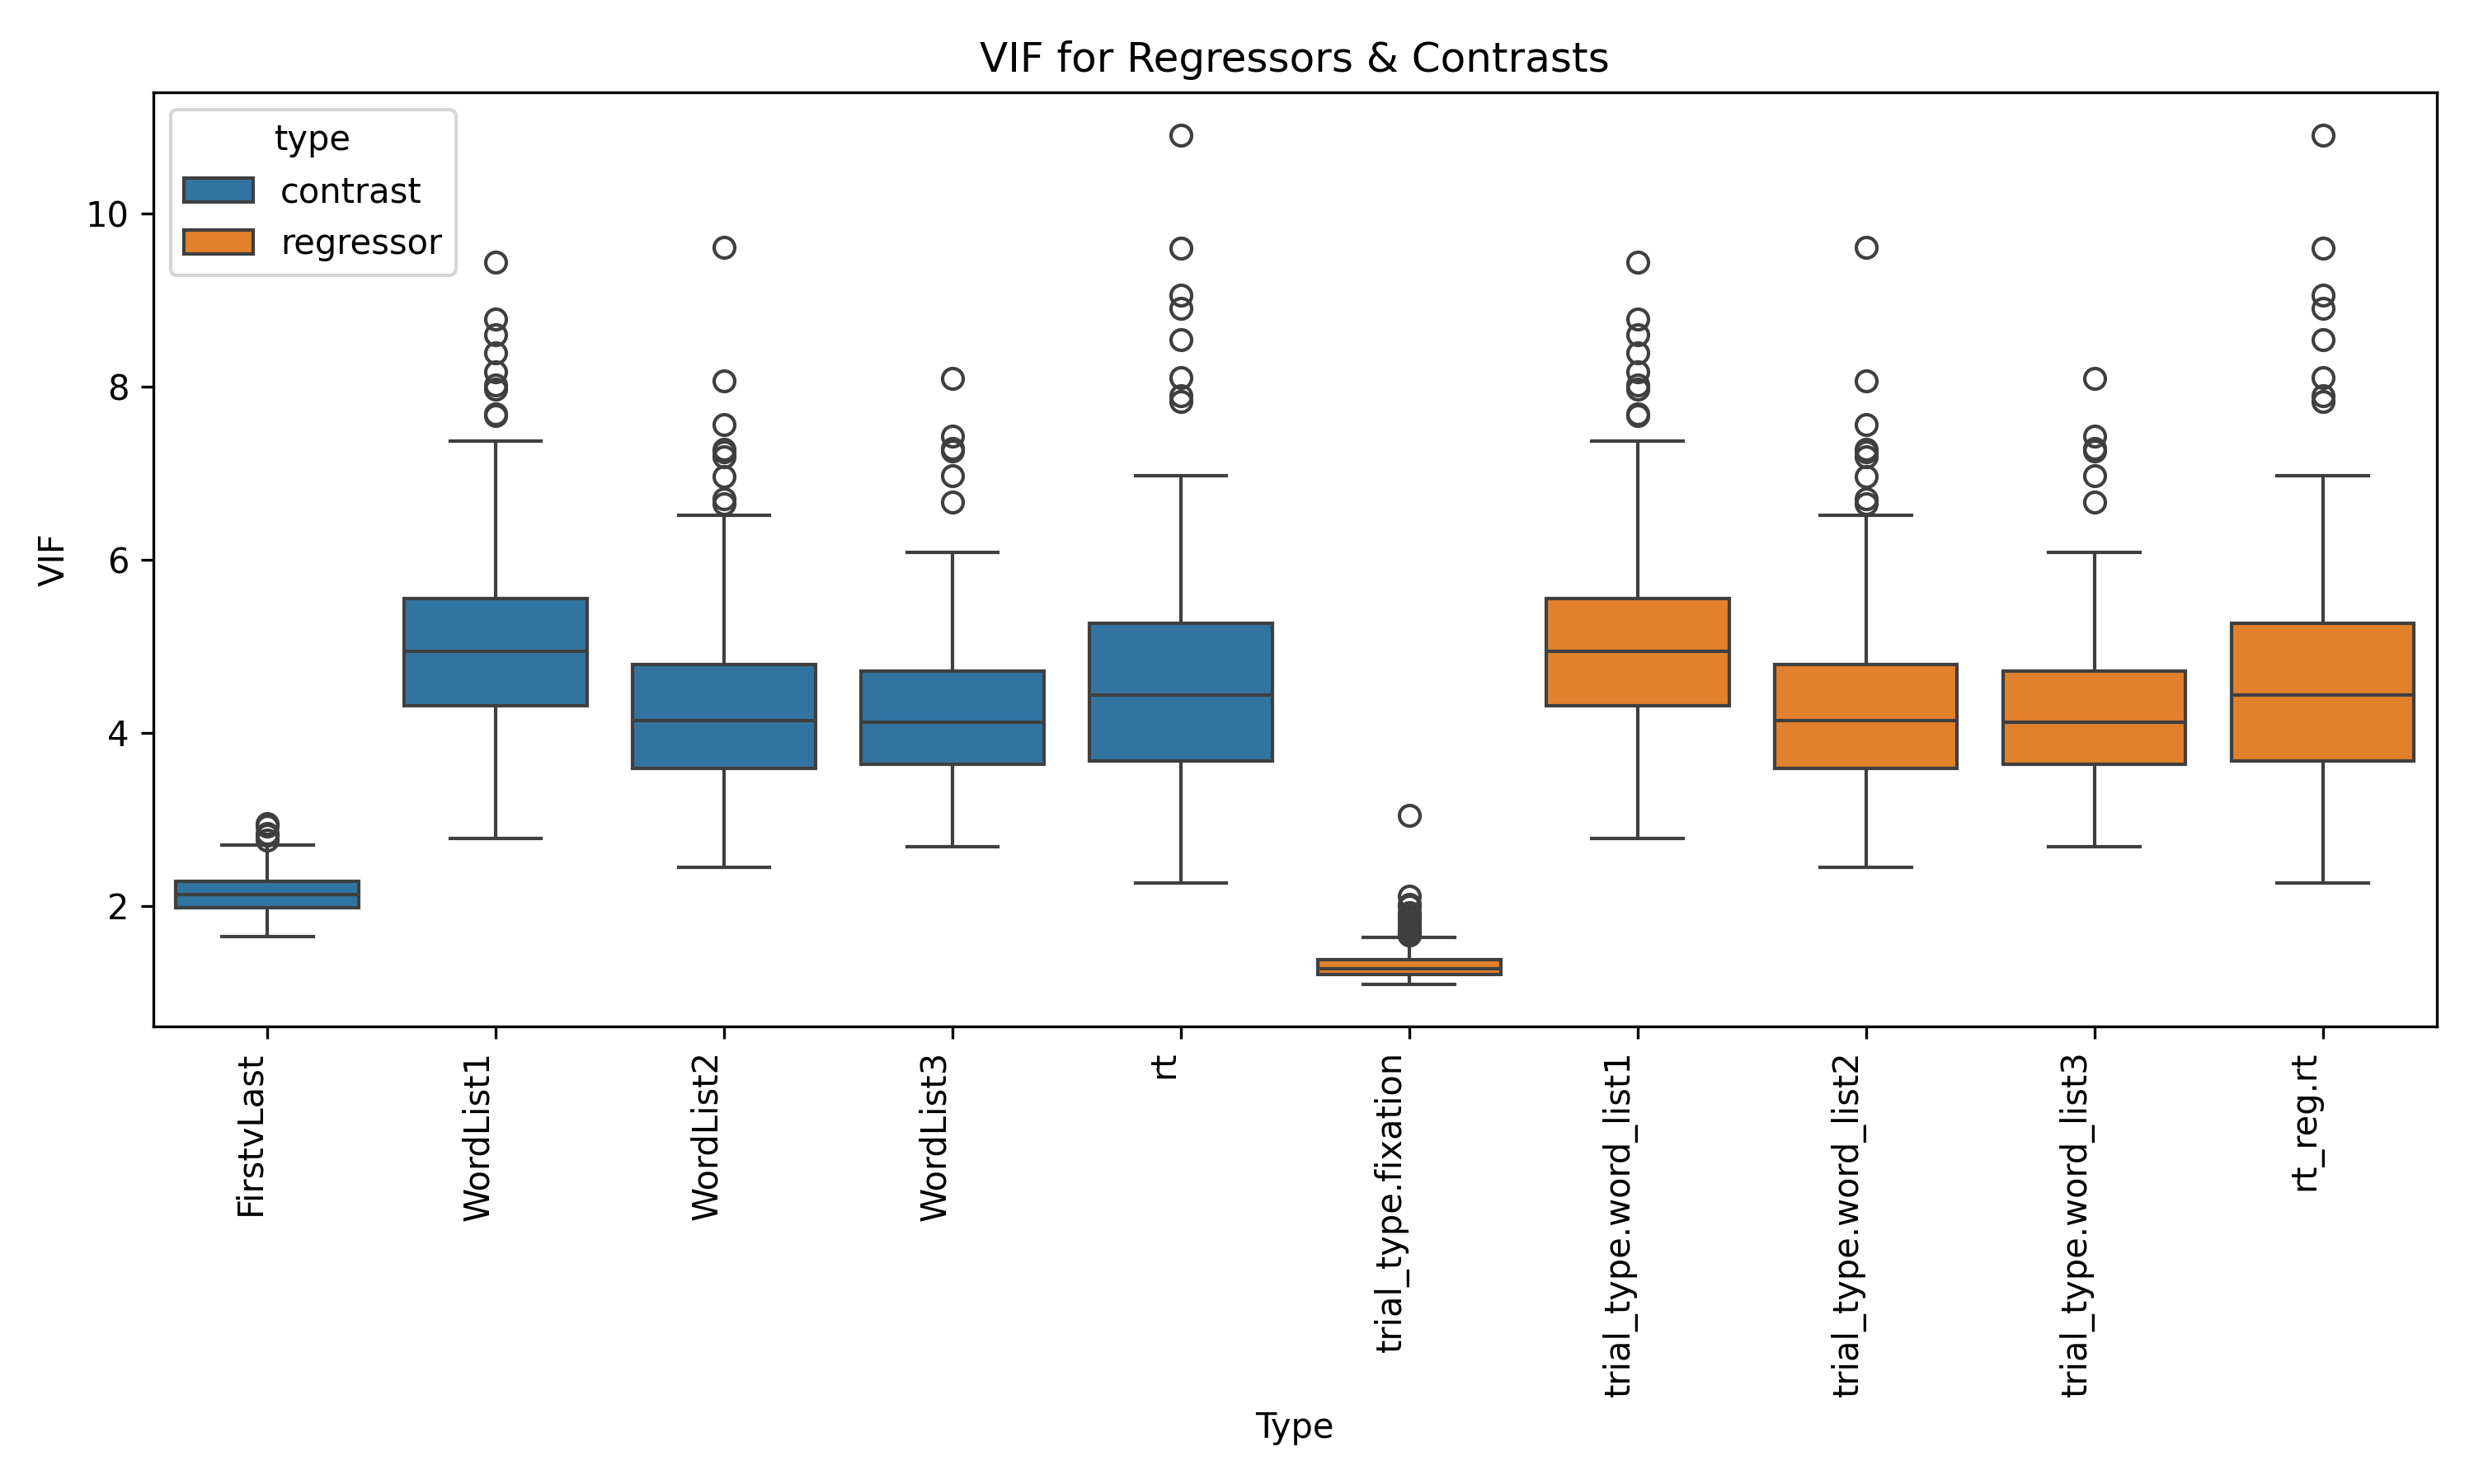 VIF for Regressors & Contrasts
type
contrast
regressor
VIF
10
8
6
4
2
FirstvLast
WordList1
WordList2
WordList3
rt
trial_type.fixation
trial_type.word_list1
trial_type.word_list2
trial_type.word_list3
rt_reg.rt
Type